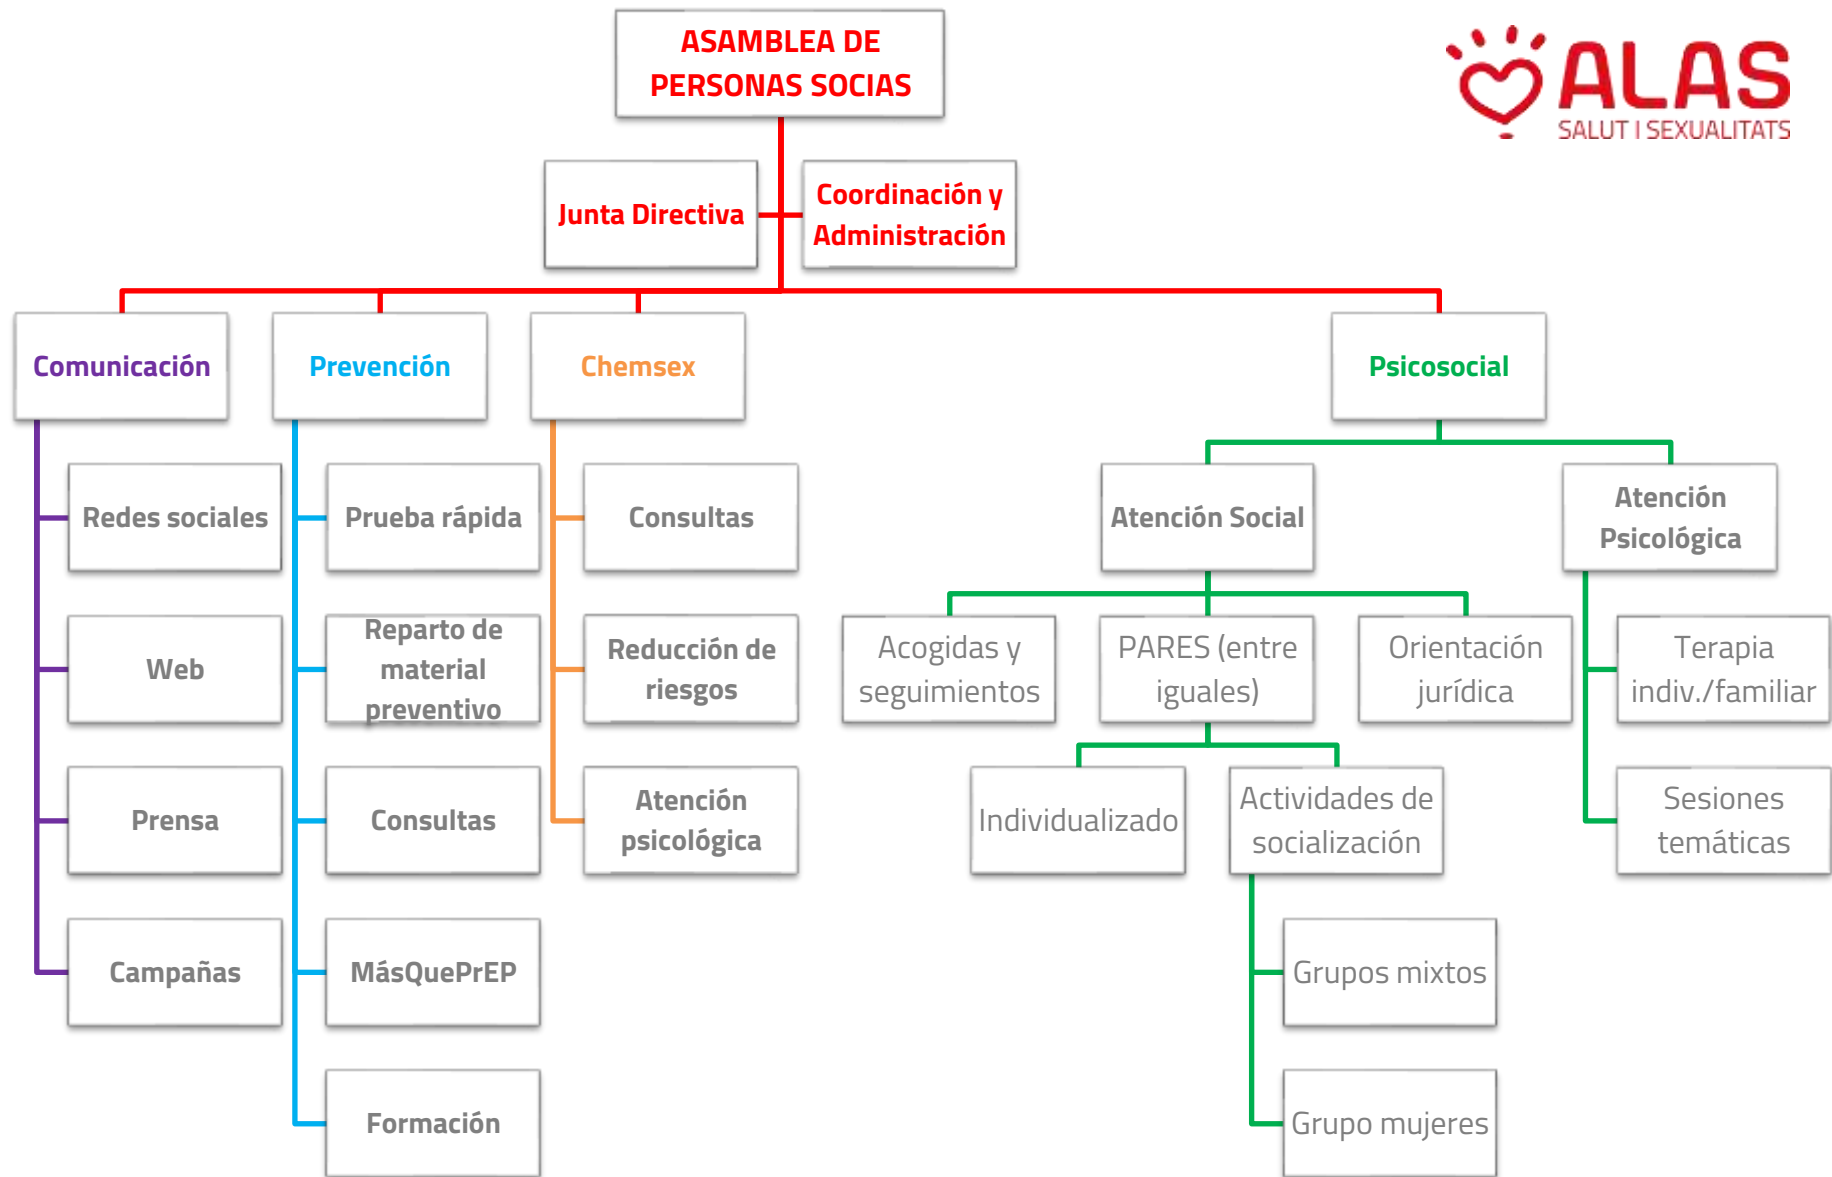 ASAMBLEA DE
PERSONAS SOCIAS
ALAS
SALUT I SEXUALITATS
Junta Directiva
Coordinación y
Administración
Comunicación
Prevención
Chemsex
Psicosocial
Redes sociales
Prueba rápida
Consultas
Atención Social
Atención
Psicológica
Web
Reparto de
material
preventivo
Reducción de
riesgos
Acogidas y
seguimientos
PARES (entre
iguales)
Orientación
jurídica
Terapia
indiv./familiar
Prensa
Consultas
Atención
psicológica
Individualizado
Actividades de
socialización
Sesiones
temáticas
Campañas
MásQuePrEP
Grupos mixtos
Formación
Grupo mujeres